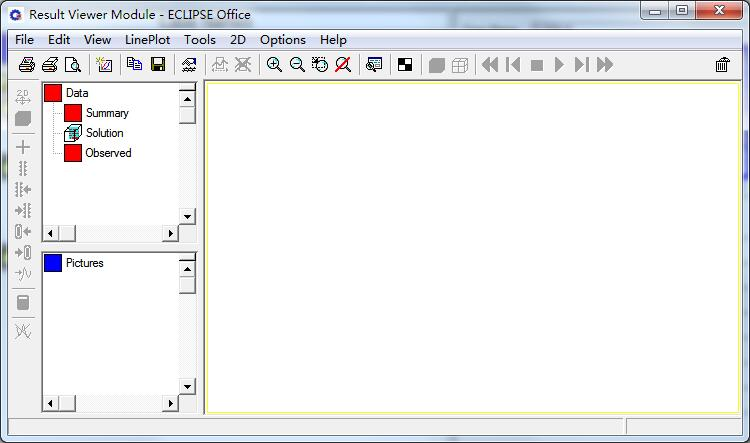 Result Viewer Module - ECLIPSE Office
File Edit View LinePlot Tools 2D Options Help
2D
Data
Summary
Solution
Observed
Pictures